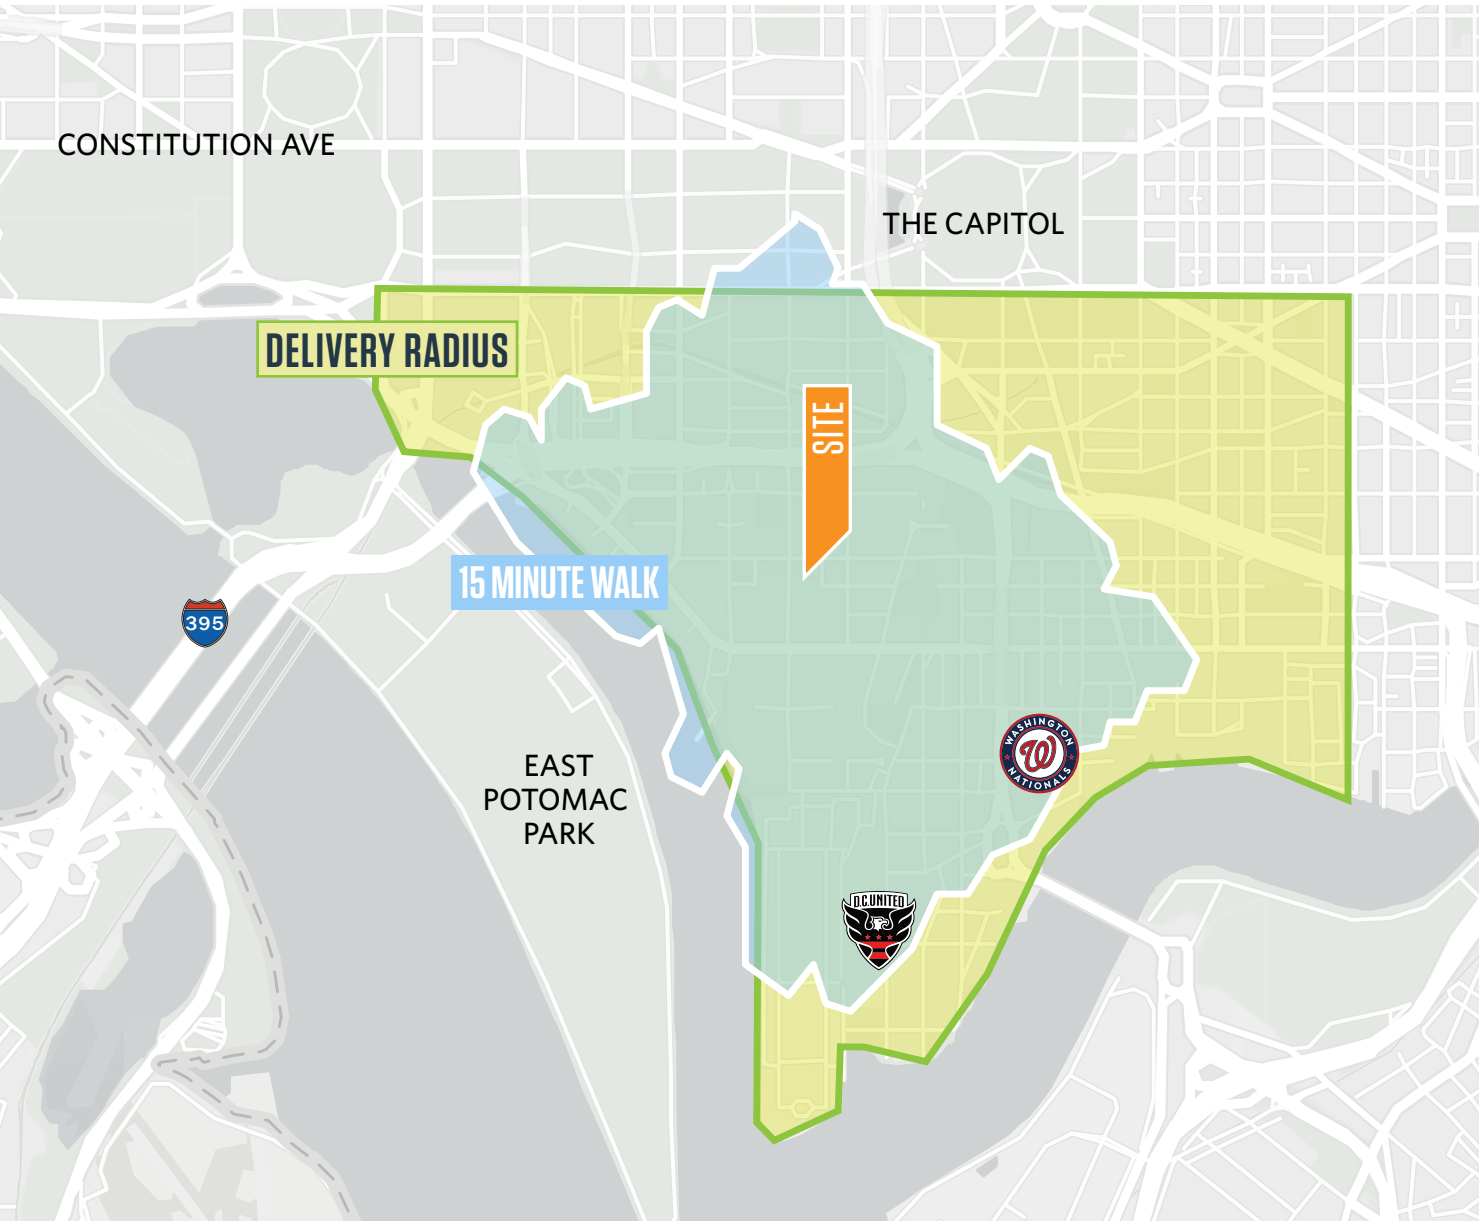 CONSTITUTION AVE
THE CAPITOL
DELIVERY RADIUS
SITE
15 MINUTE WALK
395
WASHINGTON
W
NATIONALS
EAST
POTOMAC
PARK
D.C.UNITED